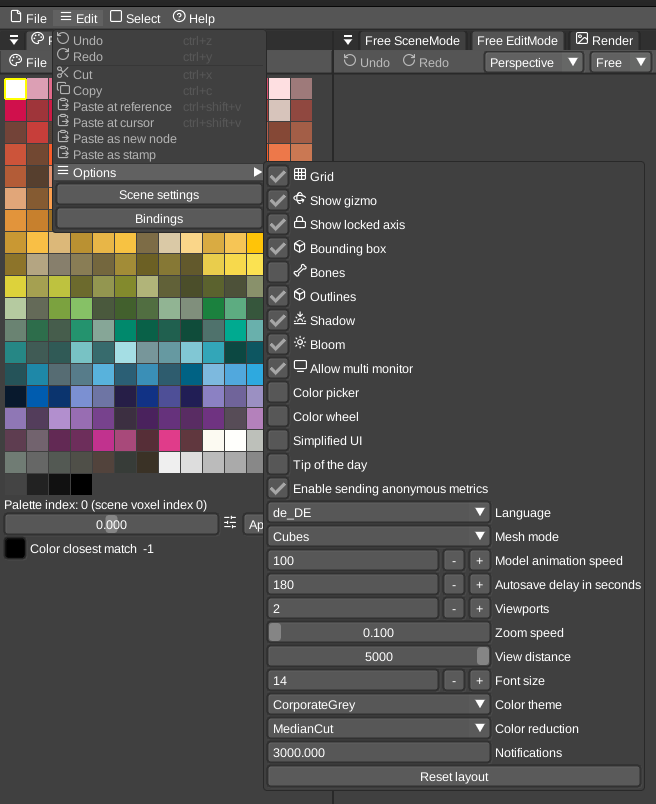 File Edit Select Help
Free SceneMode Free EditMode Render
File
Undo Redo Perspective Free
Undo ctrl+z
Redo ctrl+y
Cut ctrl+x
Copy ctrl+c
Paste at reference ctrl+shift+v
Paste at cursor ctrl+shift+v
Paste as new node
Paste as stamp
Options
Scene settings
Bindings
Grid
Show gizmo
Show locked axis
Bounding box
Bones
Outlines
Shadow
Bloom
Allow multi monitor
Color picker
Color wheel
Simplified UI
Tip of the day
Enable sending anonymous metrics
de_DE Language
Cubes Mesh mode
100 - + Model animation speed
180 - + Autosave delay in seconds
2 - + Viewports
0.100 Zoom speed
5000 View distance
14 - + Font size
CorporateGrey Color theme
MedianCut Color reduction
3000.000 Notifications
Reset layout
Palette index: 0 (scene voxel index 0)
0.000 Ap
Color closest match -1